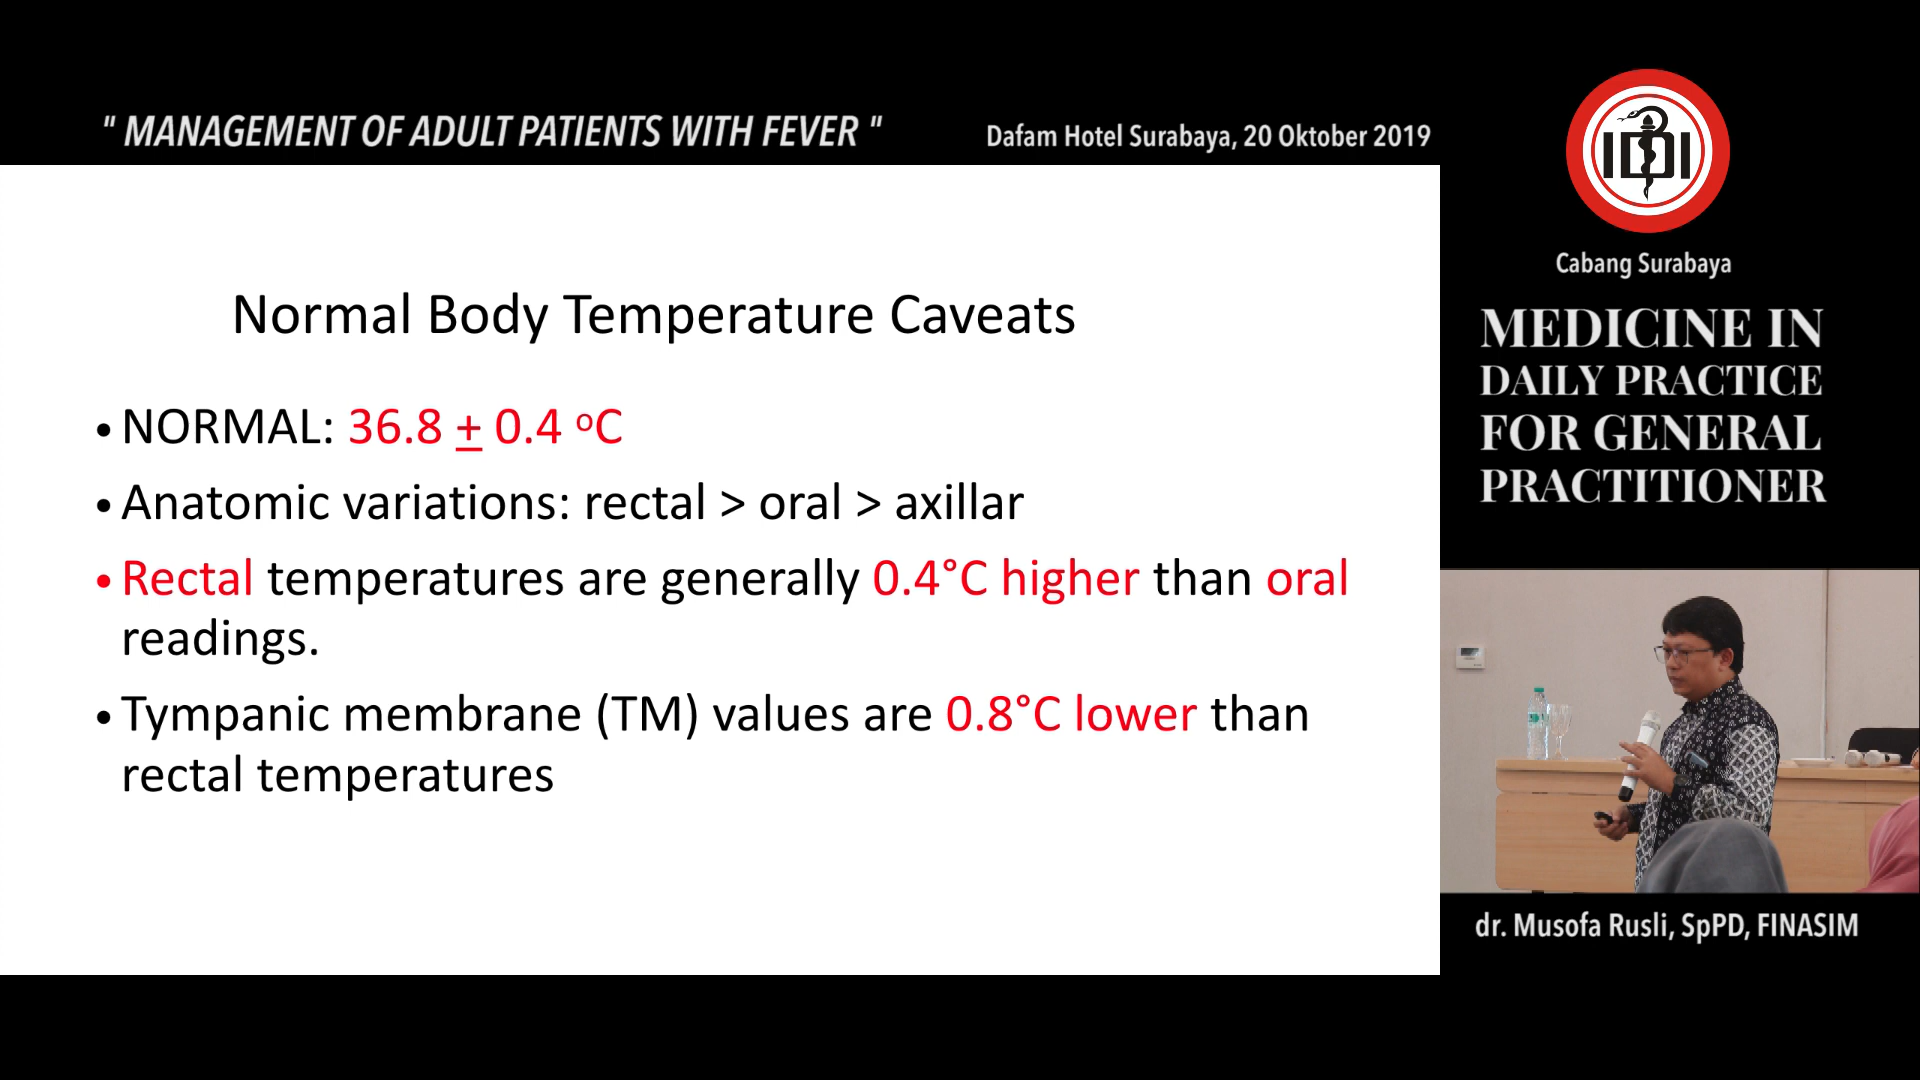 " MANAGEMENT OF ADULT PATIENTS WITH FEVER "
Dafam Hotel Surabaya, 20 Oktober 2019
IDI
Cabang Surabaya
MEDICINE IN
DAILY PRACTICE
FOR GENERAL
PRACTITIONER
Normal Body Temperature Caveats
• NORMAL: 36.8 ± 0.4 ºC
• Anatomic variations: rectal > oral > axillar
• Rectal temperatures are generally 0.4°C higher than oral
readings.
• Tympanic membrane (TM) values are 0.8°C lower than
rectal temperatures
dr. Musofa Rusli, SpPD, FINASIM